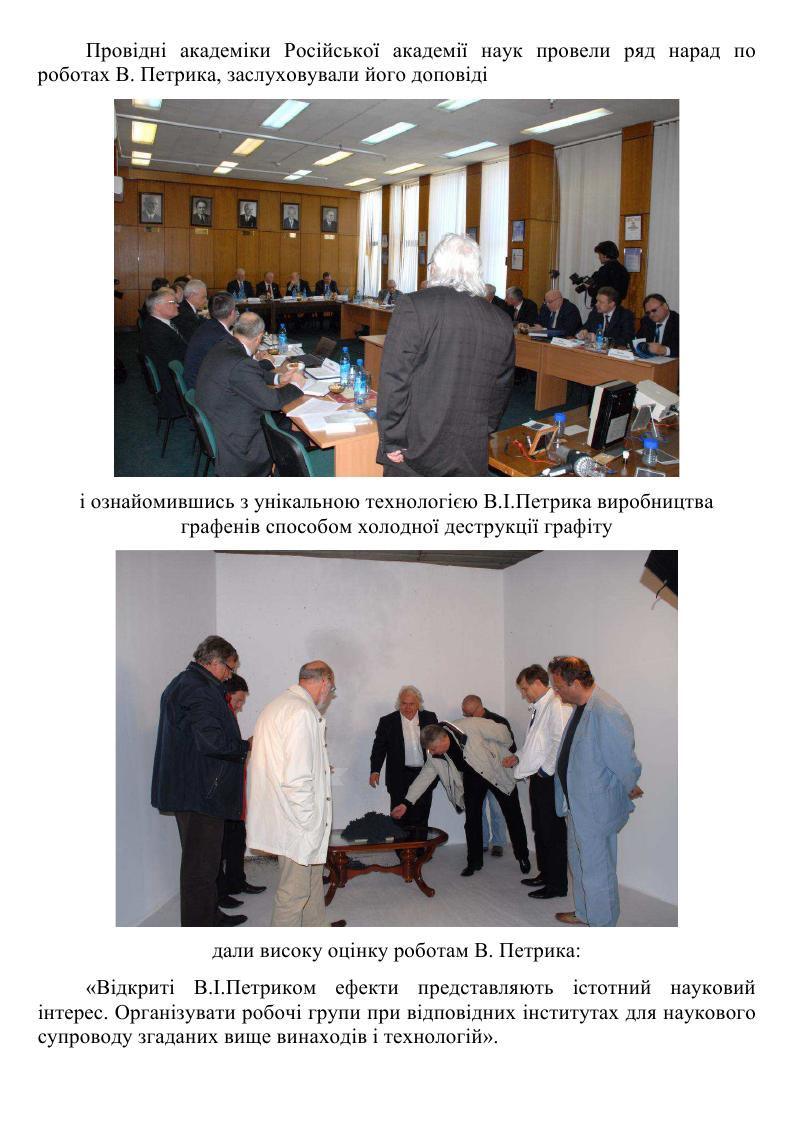 Провідні академіки Російської академії наук провели ряд нарад по
роботах В. Петрика, заслуховували його доповіді
і ознайомившись з унікальною технологією В.І.Петрика виробництва
графенів способом холодної деструкції графіту
дали високу оцінку роботам В. Петрика:
«Відкриті В.І.Петриком ефекти представляють істотний науковий
інтерес. Організувати робочі групи при відповідних інститутах для наукового
супроводу згаданих вище винаходів і технологій».